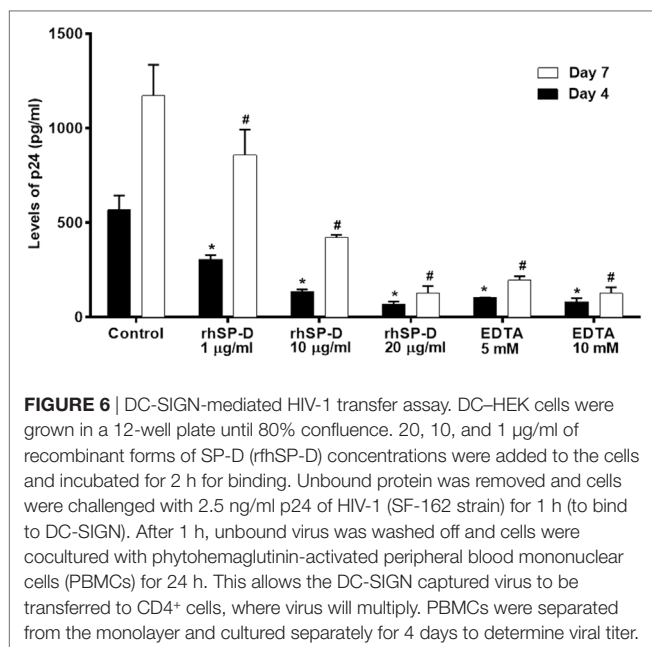 1500
1000
500
0
Levels of p24 (pg/ml)
Day 7
Day 4
#
*
#
*
#
*
#
*
#
*
Control
rhSP-D
1 µg/ml
rhSP-D
10 µg/ml
rhSP-D
20 µg/ml
EDTA
5 mM
EDTA
10 mM
FIGURE 6 | DC-SIGN-mediated HIV-1 transfer assay. DC–HEK cells were
grown in a 12-well plate until 80% confluence. 20, 10, and 1 µg/ml of
recombinant forms of SP-D (rfhSP-D) concentrations were added to the cells
and incubated for 2 h for binding. Unbound protein was removed and cells
were challenged with 2.5 ng/ml p24 of HIV-1 (SF-162 strain) for 1 h (to bind
to DC-SIGN). After 1 h, unbound virus was washed off and cells were
cocultured with phytohemaglutinin-activated peripheral blood mononuclear
cells (PBMCs) for 24 h. This allows the DC-SIGN captured virus to be
transferred to CD4⁺ cells, where virus will multiply. PBMCs were separated
from the monolayer and cultured separately for 4 days to determine viral titer.